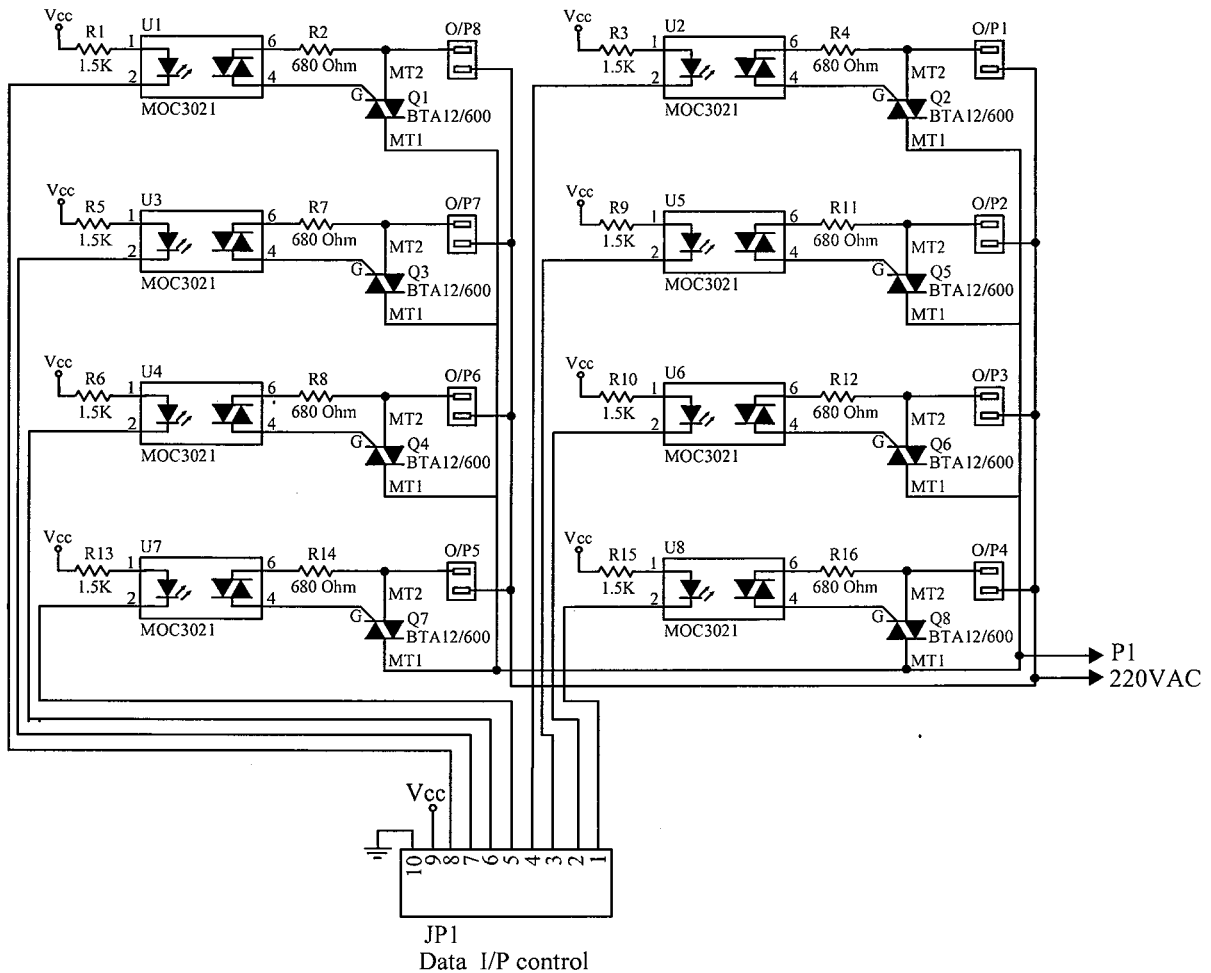 Vcc
R1
1.5K
1
2
U1
MOC3021
6
4
R2
680 Ohm
MT2
G
Q1
BTA12/600
MT1
O/P8
Vcc
R3
1.5K
1
2
U2
MOC3021
6
4
R4
680 Ohm
MT2
G
Q2
BTA12/600
MT1
O/P1
Vcc
R5
1.5K
1
2
U3
MOC3021
6
4
R7
680 Ohm
MT2
G
Q3
BTA12/600
MT1
O/P7
Vcc
R9
1.5K
1
2
U5
MOC3021
6
4
R11
680 Ohm
MT2
G
Q5
BTA12/600
MT1
O/P2
Vcc
R6
1.5K
1
2
U4
MOC3021
6
4
R8
680 Ohm
MT2
G
Q4
BTA12/600
MT1
O/P6
Vcc
R10
1.5K
1
2
U6
MOC3021
6
4
R12
680 Ohm
MT2
G
Q6
BTA12/600
MT1
O/P3
Vcc
R13
1.5K
1
2
U7
MOC3021
6
4
R14
680 Ohm
MT2
G
Q7
BTA12/600
MT1
O/P5
Vcc
R15
1.5K
1
2
U8
MOC3021
6
4
R16
680 Ohm
MT2
G
Q8
BTA12/600
MT1
O/P4
P1
220VAC
Vcc
10 9 8 7 6 5 4 3 2 1
JP1
Data I/P control